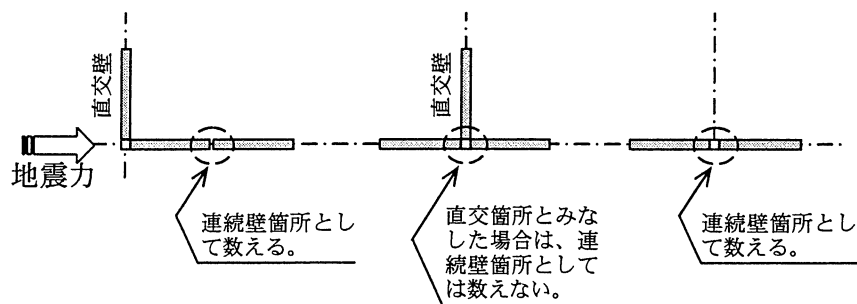 直交壁
直交壁
地震力
連続壁箇所とし
て数える。
直交箇所とみな
した場合は、連
続壁箇所として
は数えない。
連続壁箇所とし
て数える。